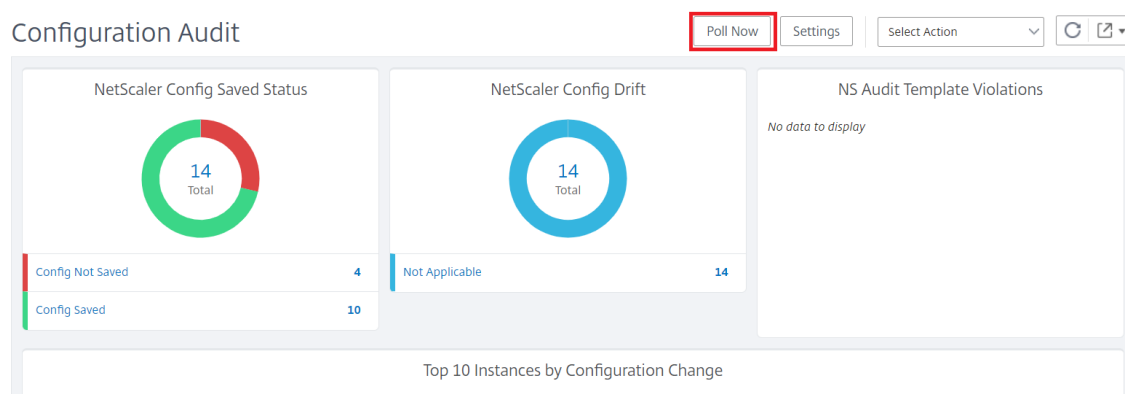 Configuration Audit
Poll Now
Settings
Select Action
NetScaler Config Saved Status
14
Total
Config Not Saved 4
Config Saved 10
NetScaler Config Drift
14
Total
Not Applicable 14
NS Audit Template Violations
No data to display
Top 10 Instances by Configuration Change